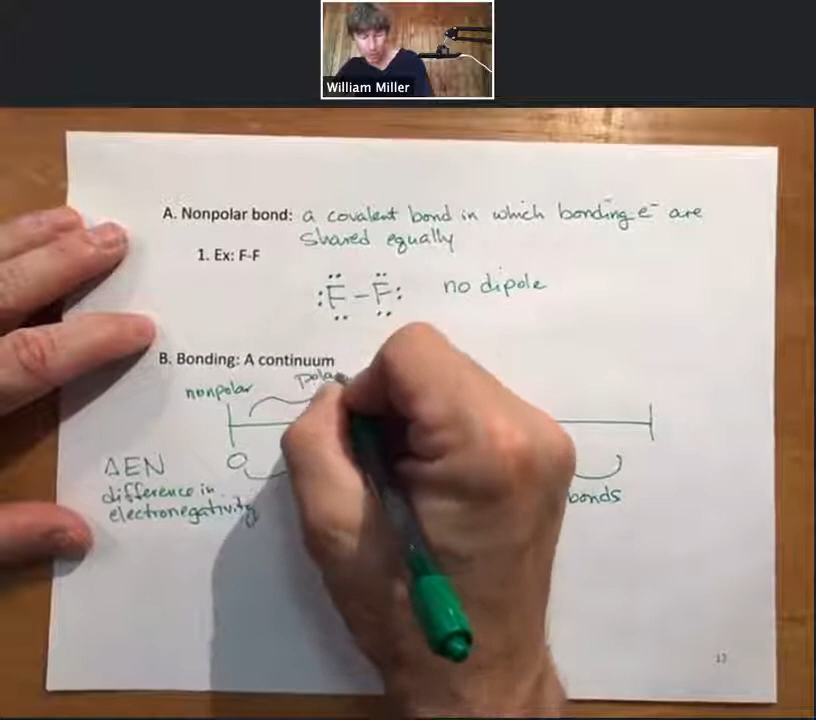 William Miller
A. Nonpolar bond: a covalent bond in which bonding e⁻ are
shared equally
1. Ex: F-F
:F̈-F̈: no dipole
B. Bonding: A continuum
nonpolar pola
0
ΔEN
difference in
electronegativity
bonds
13